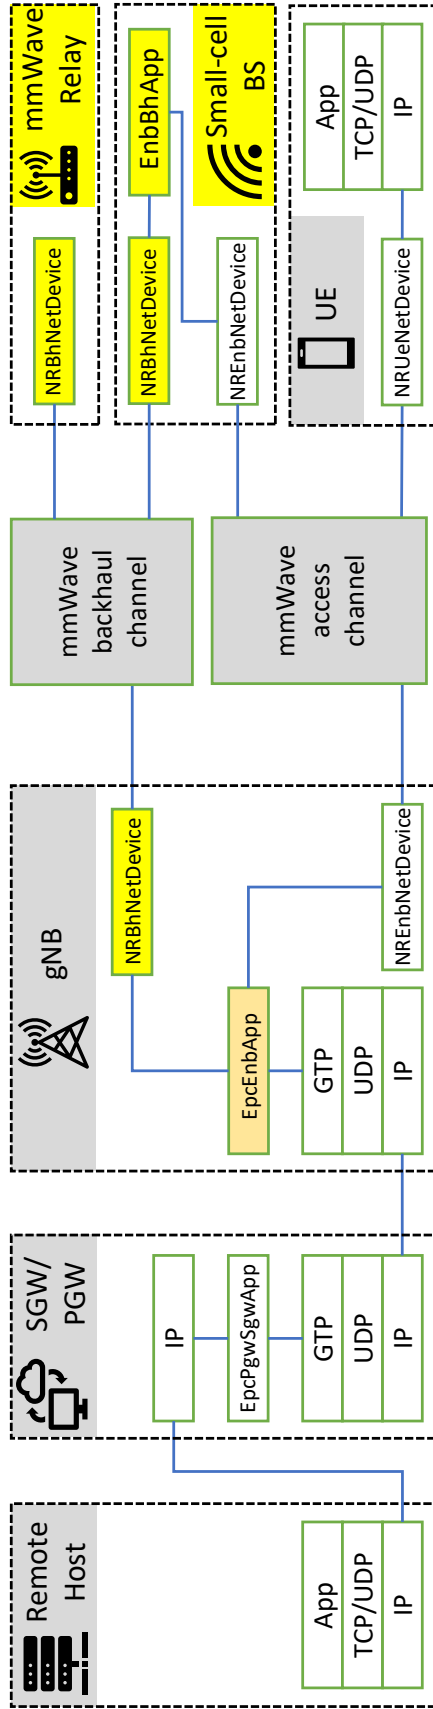 Remote
Host
App
TCP/UDP
IP
SGW/
PGW
IP
EpcPgwSgwApp
GTP
UDP
IP
gNB
NRBhNetDevice
EpcEnbApp
GTP
UDP
IP
NREnbNetDevice
mmWave
backhaul
channel
mmWave
access
channel
mmWave
Relay
NRBhNetDevice
EnbBhApp
NRBhNetDevice
Small-cell
BS
NREnbNetDevice
UE
App
TCP/UDP
IP
NRUeNetDevice